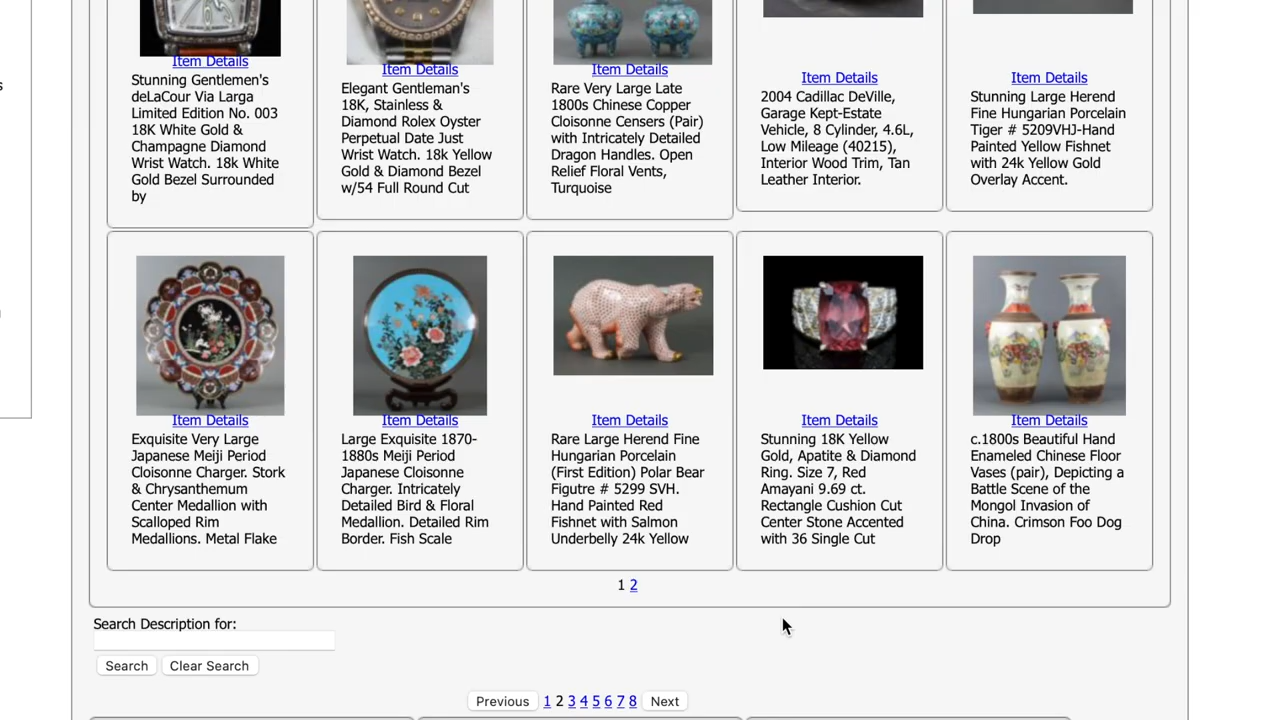 Item Details
Stunning Gentlemen's
deLaCour Via Larga
Limited Edition No. 003
18K White Gold &
Champagne Diamond
Wrist Watch. 18k White
Gold Bezel Surrounded
by
Item Details
Elegant Gentleman's
18K, Stainless &
Diamond Rolex Oyster
Perpetual Date Just
Wrist Watch. 18k Yellow
Gold & Diamond Bezel
w/54 Full Round Cut
Item Details
Rare Very Large Late
1800s Chinese Copper
Cloisonne Censers (Pair)
with Intricately Detailed
Dragon Handles. Open
Relief Floral Vents,
Turquoise
Item Details
2004 Cadillac DeVille,
Garage Kept-Estate
Vehicle, 8 Cylinder, 4.6L,
Low Mileage (40215),
Interior Wood Trim, Tan
Leather Interior.
Item Details
Stunning Large Herend
Fine Hungarian Porcelain
Tiger # 5209VHJ-Hand
Painted Yellow Fishnet
with 24k Yellow Gold
Overlay Accent.
Item Details
Exquisite Very Large
Japanese Meiji Period
Cloisonne Charger. Stork
& Chrysanthemum
Center Medallion with
Scalloped Rim
Medallions. Metal Flake
Item Details
Large Exquisite 1870-
1880s Meiji Period
Japanese Cloisonne
Charger. Intricately
Detailed Bird & Floral
Medallion. Detailed Rim
Border. Fish Scale
Item Details
Rare Large Herend Fine
Hungarian Porcelain
(First Edition) Polar Bear
Figutre # 5299 SVH.
Hand Painted Red
Fishnet with Salmon
Underbelly 24k Yellow
Item Details
Stunning 18K Yellow
Gold, Apatite & Diamond
Ring. Size 7, Red
Amayani 9.69 ct.
Rectangle Cushion Cut
Center Stone Accented
with 36 Single Cut
Item Details
c.1800s Beautiful Hand
Enameled Chinese Floor
Vases (pair), Depicting a
Battle Scene of the
Mongol Invasion of
China. Crimson Foo Dog
Drop
1 2
Search Description for:
Search Clear Search
Previous 1 2 3 4 5 6 7 8 Next